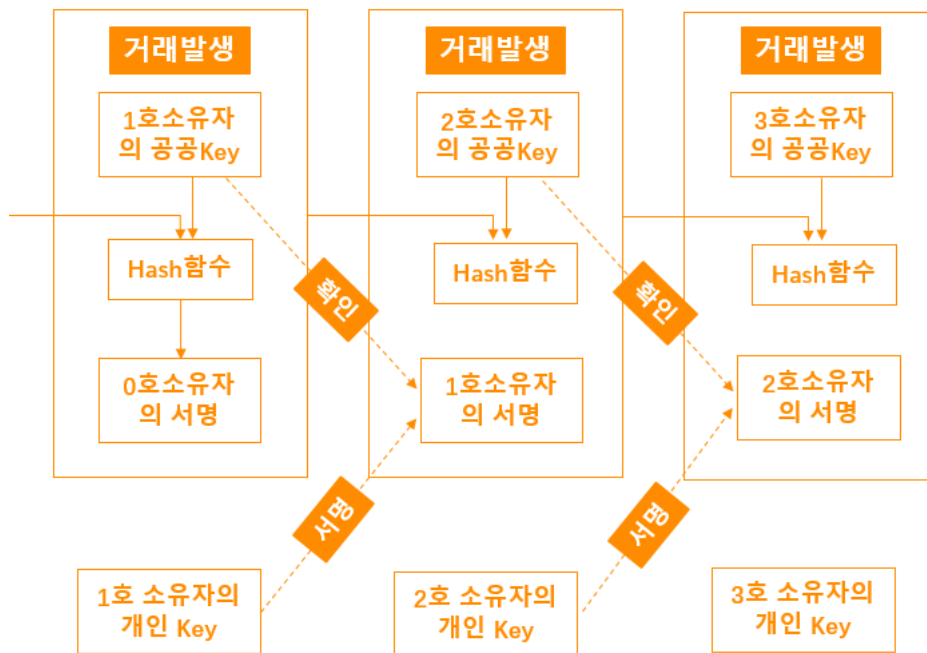 거래발생
거래발생
거래발생
1호소유자
의 공공Key
2호소유자
의 공공Key
3호소유자
의 공공Key
Hash함수
Hash함수
Hash함수
확인
확인
0호소유자
의 서명
1호소유자
의 서명
2호소유자
의 서명
서명
서명
1호 소유자의
개인 Key
2호 소유자의
개인 Key
3호 소유자의
개인 Key